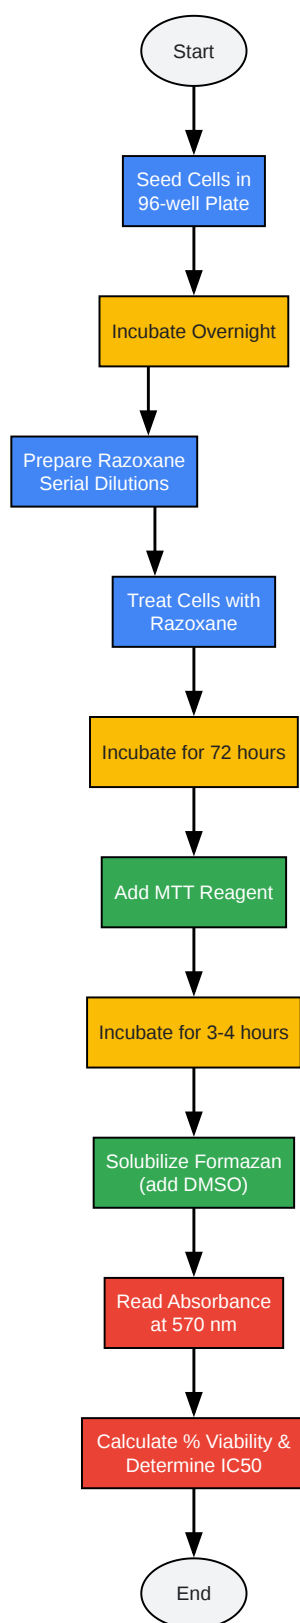 Start
Seed Cells in
96-well Plate
Incubate Overnight
Prepare Razoxane
Serial Dilutions
Treat Cells with
Razoxane
Incubate for 72 hours
Add MTT Reagent
Incubate for 3-4 hours
Solubilize Formazan
(add DMSO)
Read Absorbance
at 570 nm
Calculate % Viability &
Determine IC50
End